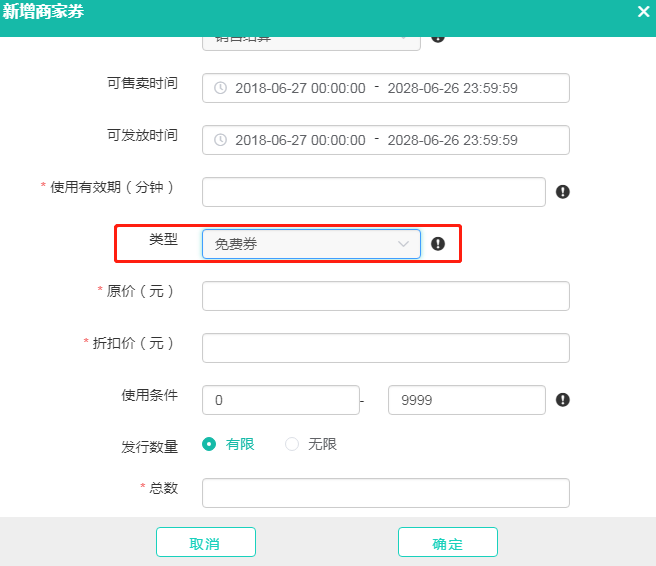 新增商家券
销售结算
可售卖时间 2018-06-27 00:00:00 - 2028-06-26 23:59:59
可发放时间 2018-06-27 00:00:00 - 2028-06-26 23:59:59
* 使用有效期（分钟）
类型 免费券
* 原价（元）
* 折扣价（元）
使用条件 0 - 9999
发行数量 有限 无限
* 总数
取消 确定